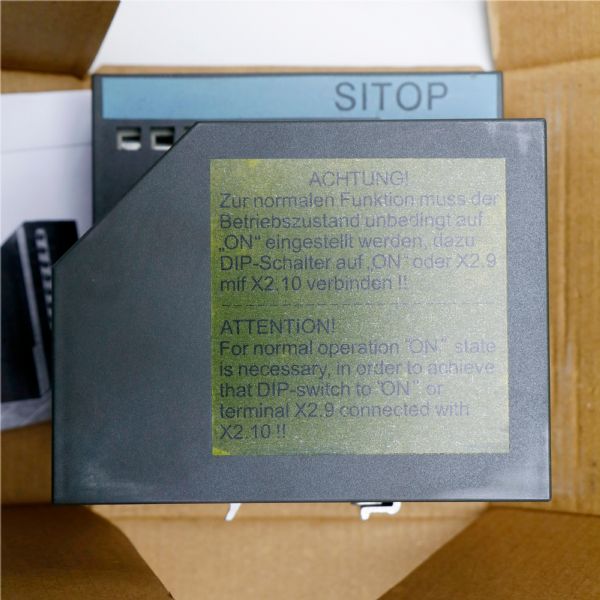 SITOP
ACHTUNG!
Zur normalen Funktion muss der
Betriebszustand unbedingt auf
„ON“ eingestellt werden, dazu
DIP-Schalter auf „ON“ oder X2.9
mit X2.10 verbinden !!
ATTENTION!
For normal operation "ON" state
is necessary, in order to achieve
that DIP-switch to "ON" or
terminal X2.9 connected with
X2.10 !!